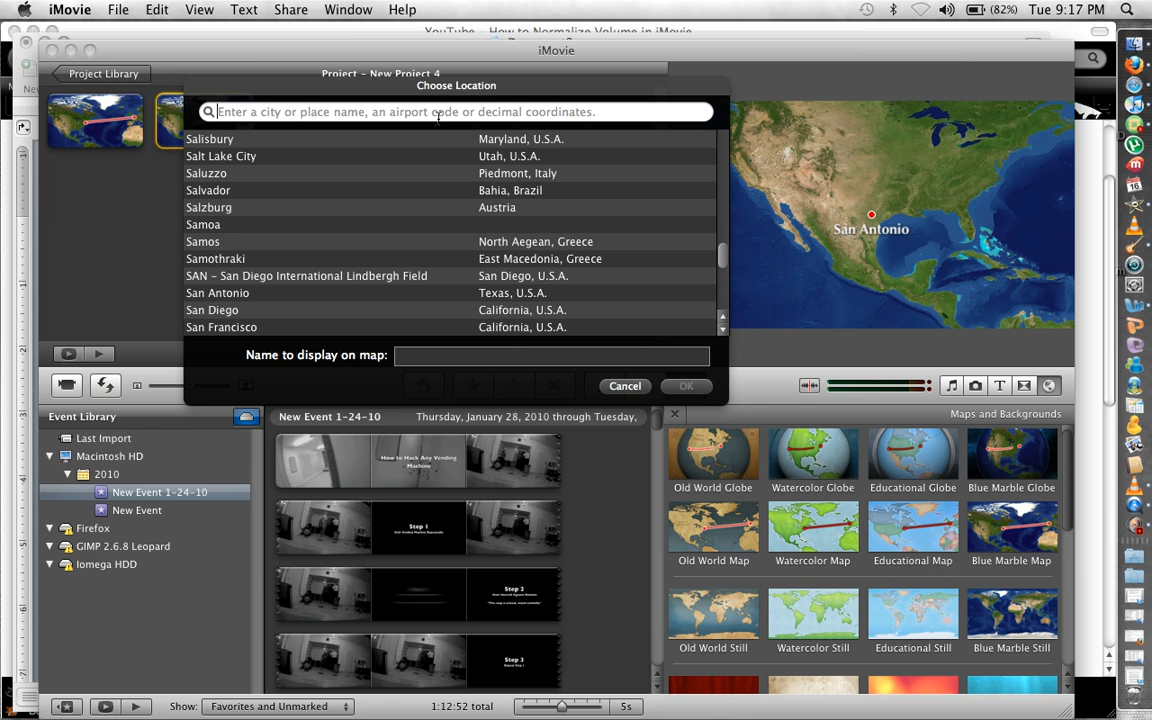 iMovie File Edit View Text Share Window Help (82%) Tue 9:17 PM
YouTube – How to Normalize Volume in iMovie
iMovie
Project Library
Project – New Project 4
Choose Location
Enter a city or place name, an airport code or decimal coordinates.
Salisbury Maryland, U.S.A.
Salt Lake City Utah, U.S.A.
Saluzzo Piedmont, Italy
Salvador Bahia, Brazil
Salzburg Austria
Samoa
Samos North Aegean, Greece
Samothraki East Macedonia, Greece
SAN – San Diego International Lindbergh Field San Diego, U.S.A.
San Antonio Texas, U.S.A.
San Diego California, U.S.A.
San Francisco California, U.S.A.
San Antonio
Name to display on map:
Cancel OK
Event Library
Last Import
Macintosh HD
2010
New Event 1-24-10
New Event
Firefox
GIMP 2.6.8 Leopard
Iomega HDD
New Event 1-24-10 Thursday, January 28, 2010 through Tuesday,
How to Hack Any Vending
Machine
Step 1
Step 2
Step 3
Maps and Backgrounds
Old World Globe Watercolor Globe Educational Globe Blue Marble Globe
Old World Map Watercolor Map Educational Map Blue Marble Map
Old World Still Watercolor Still Educational Still Blue Marble Still
Show: Favorites and Unmarked 1:12:52 total 5s